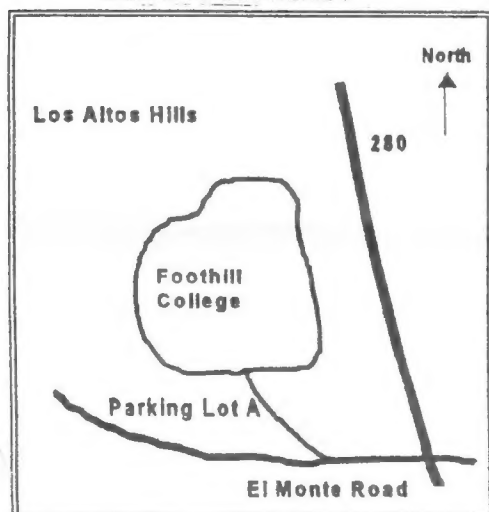 North
Los Altos Hills
280
Foothill
College
Parking Lot A
El Monte Road